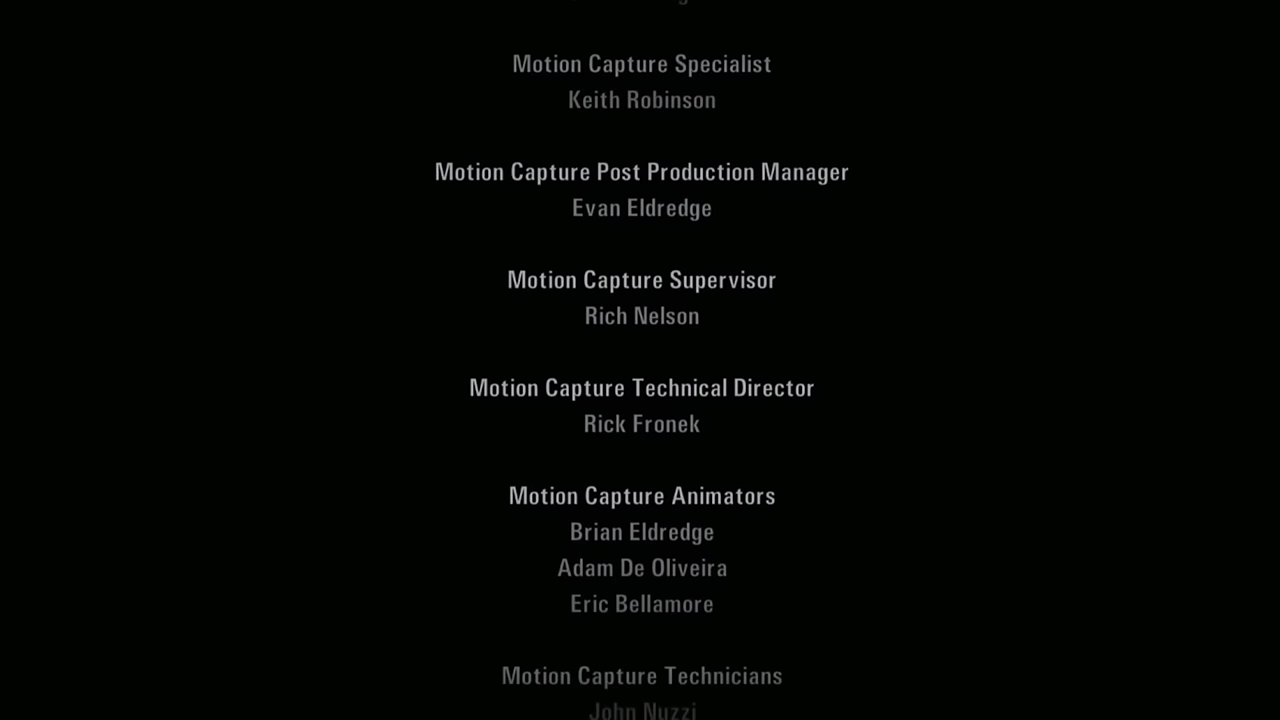 Motion Capture Specialist
Keith Robinson
Motion Capture Post Production Manager
Evan Eldredge
Motion Capture Supervisor
Rich Nelson
Motion Capture Technical Director
Rick Fronek
Motion Capture Animators
Brian Eldredge
Adam De Oliveira
Eric Bellamore
Motion Capture Technicians
John Nuzzi